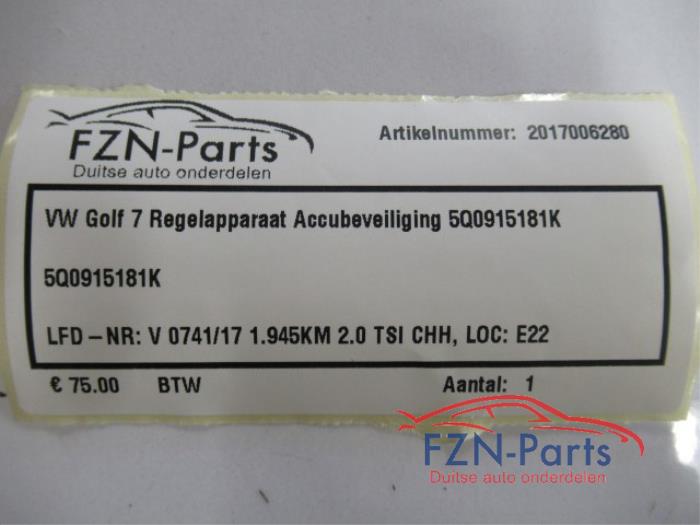 FZN-Parts
Duitse auto onderdelen
Artikelnummer: 2017006280
VW Golf 7 Regelapparaat Accubeveiliging 5Q0915181K
5Q0915181K
LFD-NR: V 0741/17 1.945KM 2.0 TSI CHH, LOC: E22
€ 75.00 BTW Aantal: 1
FZN-Parts
Duitse auto onderdelen